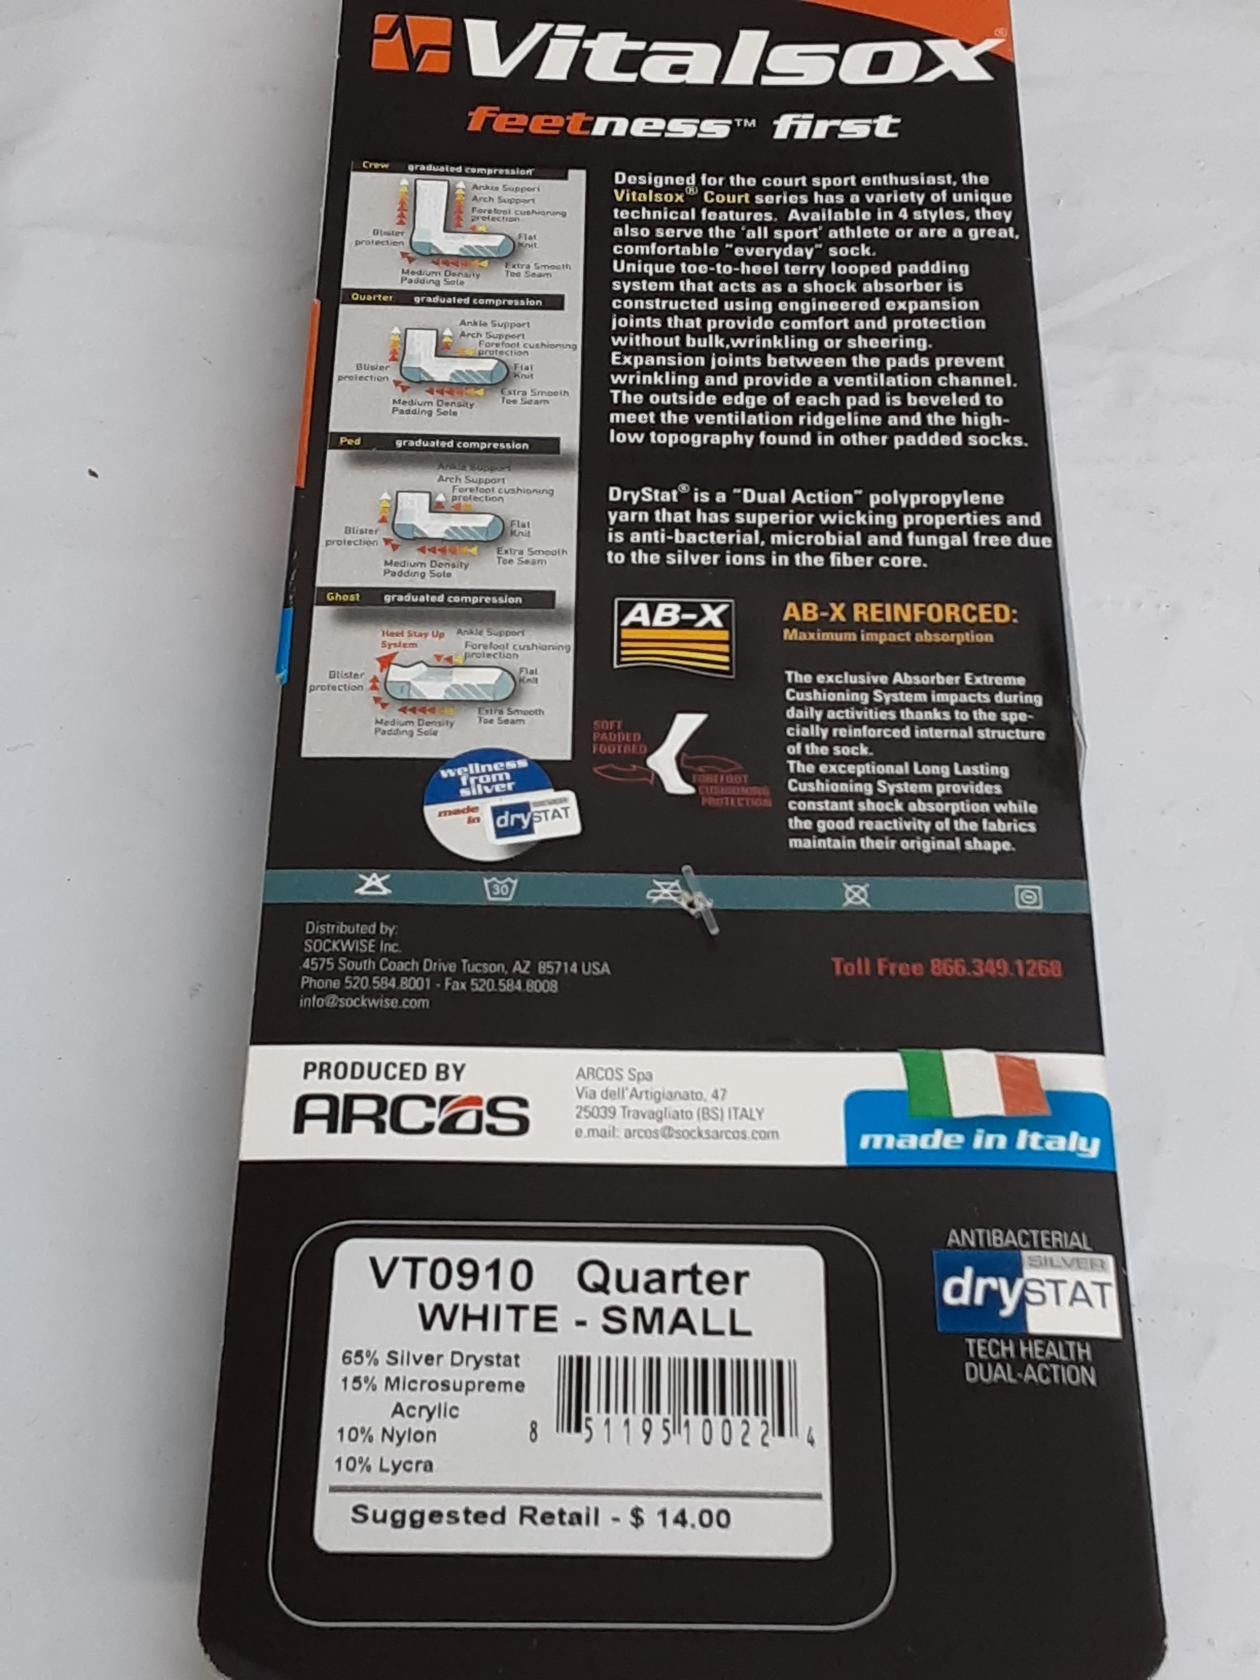 Vitalsox®
feetness™ first
Crew graduated compression
Ankle Support
Arch Support
Forefoot cushioning
protection
Blister
protection
Flat
Knit
Medium Density
Padding Sole
Extra Smooth
Toe Seam
Quarter graduated compression
Ankle Support
Arch Support
Forefoot cushioning
protection
Blister
protection
Flat
Knit
Medium Density
Padding Sole
Extra Smooth
Toe Seam
Ped graduated compression
Ankle Support
Arch Support
Forefoot cushioning
protection
Blister
protection
Flat
Knit
Medium Density
Padding Sole
Extra Smooth
Toe Seam
Ghost graduated compression
Heel Stay Up
System
Ankle Support
Forefoot cushioning
protection
Blister
protection
Flat
Knit
Medium Density
Padding Sole
Extra Smooth
Toe Seam
wellness
from
silver
made
in
drySTAT
Designed for the court sport enthusiast, the
Vitalsox® Court series has a variety of unique
technical features. Available in 4 styles, they
also serve the 'all sport' athlete or are a great,
comfortable "everyday" sock.
Unique toe-to-heel terry looped padding
system that acts as a shock absorber is
constructed using engineered expansion
joints that provide comfort and protection
without bulk,wrinkling or sheering.
Expansion joints between the pads prevent
wrinkling and provide a ventilation channel.
The outside edge of each pad is beveled to
meet the ventilation ridgeline and the high-
low topography found in other padded socks.
DryStat® is a "Dual Action" polypropylene
yarn that has superior wicking properties and
is anti-bacterial, microbial and fungal free due
to the silver ions in the fiber core.
AB-X
SOFT
PADDED
FOOTBED
FOREFOOT
CUSHIONING
PROTECTION
AB-X REINFORCED:
Maximum impact absorption
The exclusive Absorber Extreme
Cushioning System impacts during
daily activities thanks to the spe-
cially reinforced internal structure
of the sock.
The exceptional Long Lasting
Cushioning System provides
constant shock absorption while
the good reactivity of the fabrics
maintain their original shape.
30
Distributed by:
SOCKWISE Inc.
4575 South Coach Drive Tucson, AZ 85714 USA
Phone 520.584.8001 - Fax 520.584.8008
info@sockwise.com
Toll Free 866.349.1268
PRODUCED BY
ARCOS
ARCOS Spa
Via dell'Artigianato, 47
25039 Travagliato (BS) ITALY
e.mail: arcos@socksarcos.com
made in Italy
VT0910 Quarter
WHITE - SMALL
65% Silver Drystat
15% Microsupreme
Acrylic
10% Nylon
10% Lycra
8 51195 10022 4
Suggested Retail - $ 14.00
ANTIBACTERIAL
SILVER
drySTAT
TECH HEALTH
DUAL-ACTION